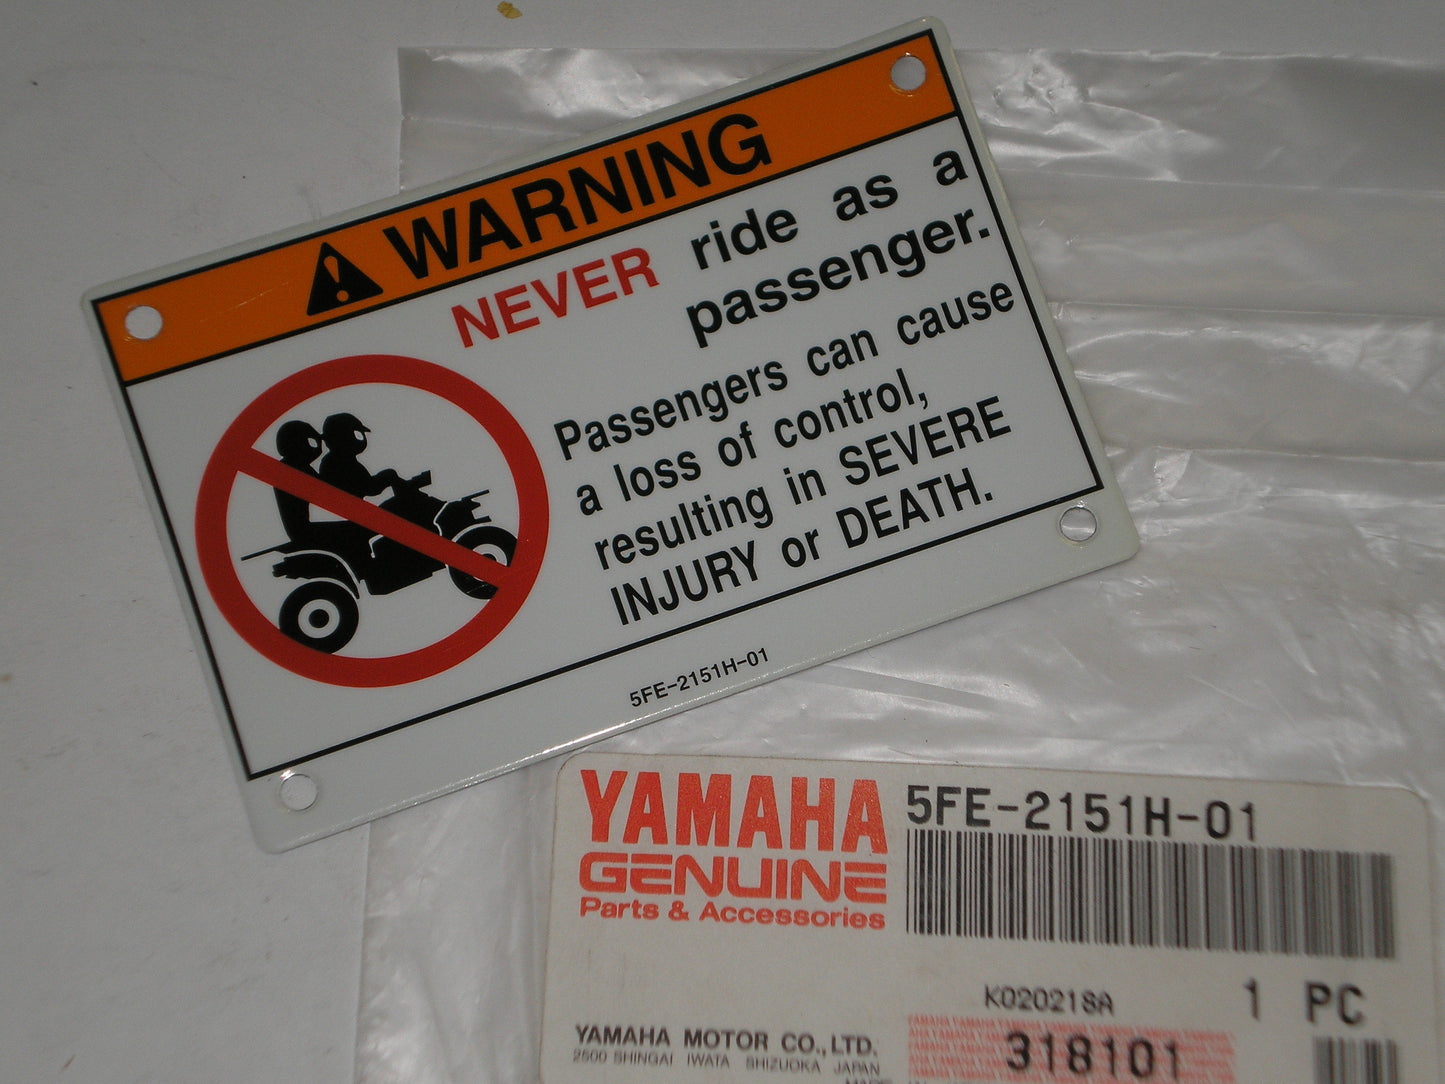 WARNING
NEVER ride as a
passenger.
Passengers can cause
a loss of control,
resulting in SEVERE
INJURY or DEATH.
5FE-2151H-01
YAMAHA
GENUINE
Parts & Accessories
5FE-2151H-01
K020218A
1 PC
YAMAHA MOTOR CO.,LTD.
2500 SHINGAI IWATA SHIZUOKA JAPAN
318101